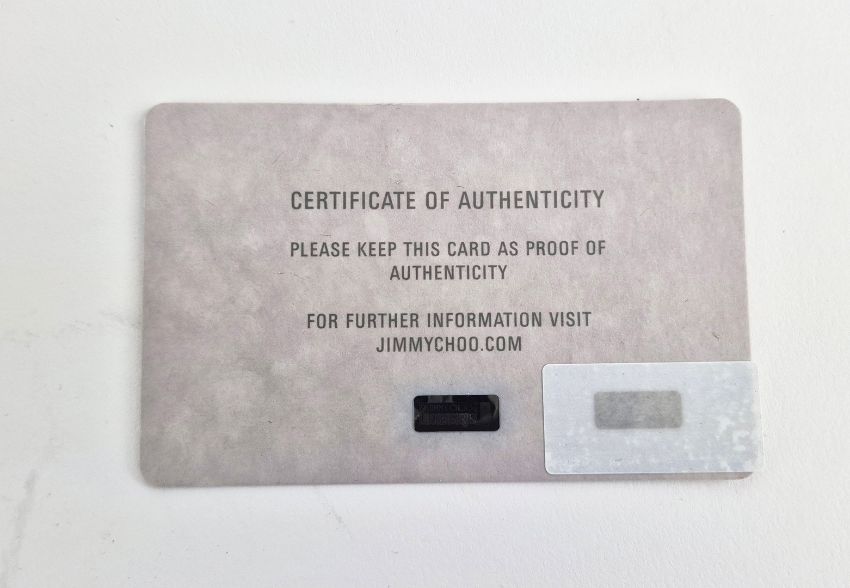 CERTIFICATE OF AUTHENTICITY
PLEASE KEEP THIS CARD AS PROOF OF
AUTHENTICITY
FOR FURTHER INFORMATION VISIT
JIMMYCHOO.COM